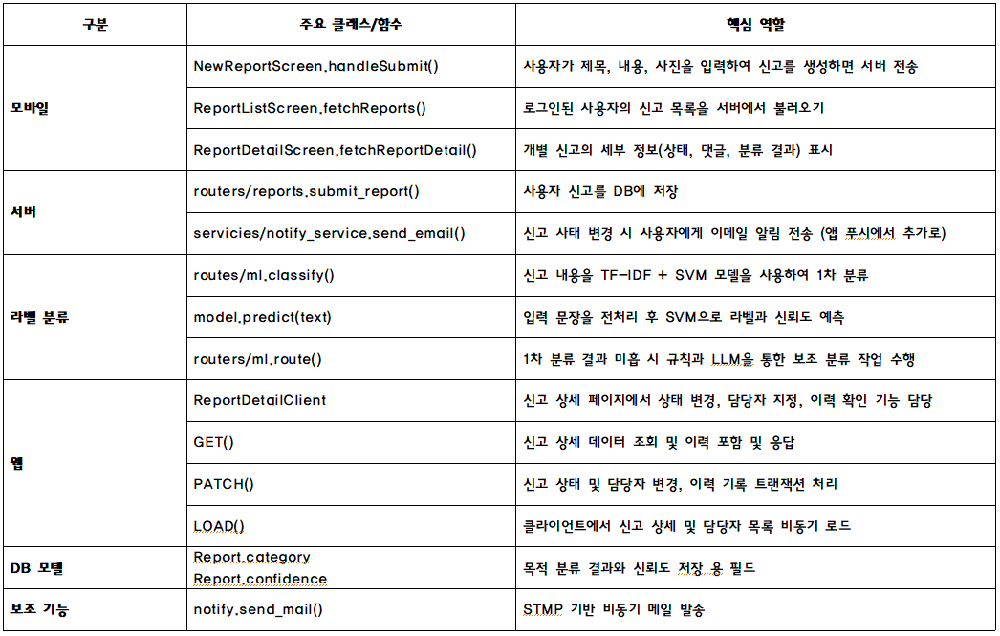 구분 주요 클래스/함수 핵심 역할
모바일
NewReportScreen.handleSubmit() 사용자가 제목, 내용, 사진을 입력하여 신고를 생성하면 서버 전송
ReportListScreen.fetchReports() 로그인된 사용자의 신고 목록을 서버에서 불러오기
ReportDetailScreen.fetchReportDetail() 개별 신고의 세부 정보(상태, 댓글, 분류 결과) 표시
서버
routers/reports.submit_report() 사용자 신고를 DB에 저장
servicies/notify_service.send_email() 신고 사태 변경 시 사용자에게 이메일 알림 전송 (앱 푸시에서 추가로)
라벨 분류
routes/ml.classify() 신고 내용을 TF-IDF + SVM 모델을 사용하여 1차 분류
model.predict(text) 입력 문장을 전처리 후 SVM으로 라벨과 신뢰도 예측
routers/ml.route() 1차 분류 결과 미흡 시 규칙과 LLM을 통한 보조 분류 작업 수행
웹
ReportDetailClient 신고 상세 페이지에서 상태 변경, 담당자 지정, 이력 확인 기능 담당
GET() 신고 상세 데이터 조회 및 이력 포함 및 응답
PATCH() 신고 상태 및 담당자 변경, 이력 기록 트랜잭션 처리
LOAD() 클라이언트에서 신고 상세 및 담당자 목록 비동기 로드
DB 모델
Report.category
Report.confidence
목적 분류 결과와 신뢰도 저장 용 필드
보조 기능 notify.send_mail() STMP 기반 비동기 메일 발송